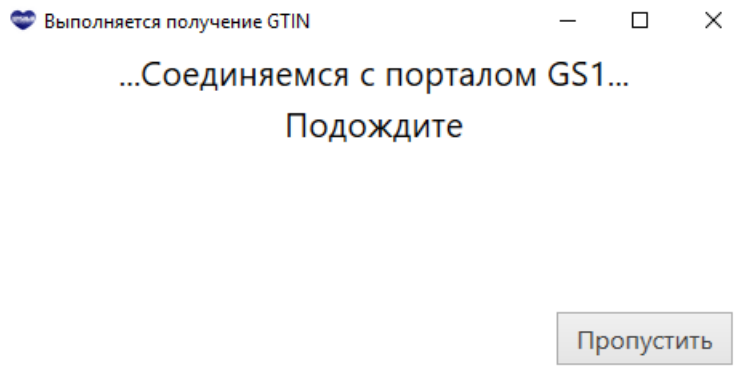 Выполняется получение GTIN
...Соединяемся с порталом GS1...
Подождите
Пропустить